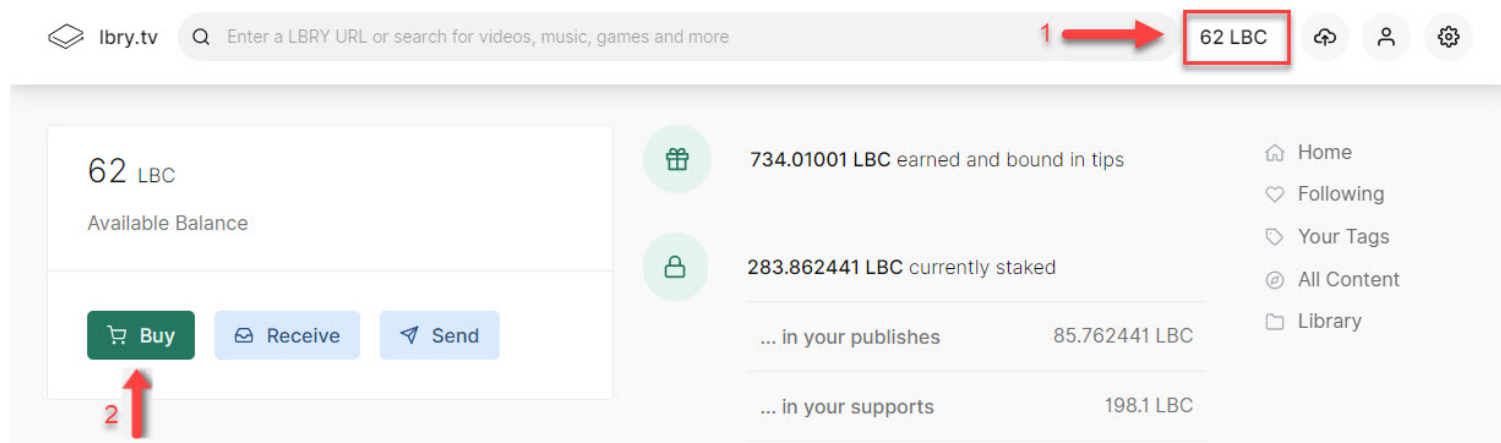 lbry.tv
Enter a LBRY URL or search for videos, music, games and more
1
62 LBC
62 LBC
Available Balance
Buy
Receive
Send
2
734.01001 LBC earned and bound in tips
283.862441 LBC currently staked
... in your publishes 85.762441 LBC
... in your supports 198.1 LBC
Home
Following
Your Tags
All Content
Library